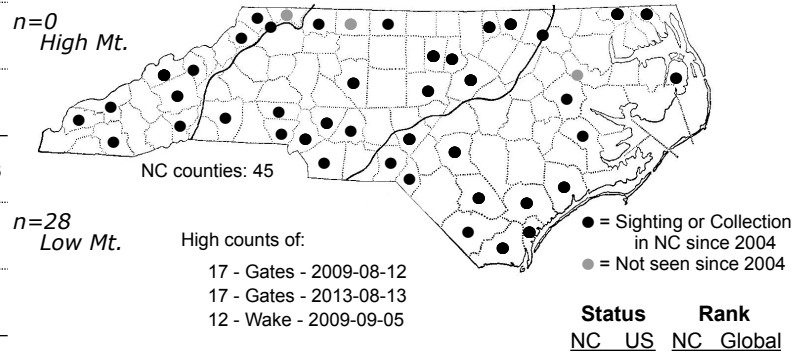 n=0
High Mt.
NC counties: 45
n=28
Low Mt.
High counts of:
17 - Gates - 2009-08-12
17 - Gates - 2013-08-13
12 - Wake - 2009-09-05
= Sighting or Collection
in NC since 2004
= Not seen since 2004
Status Rank
NC US NC Global